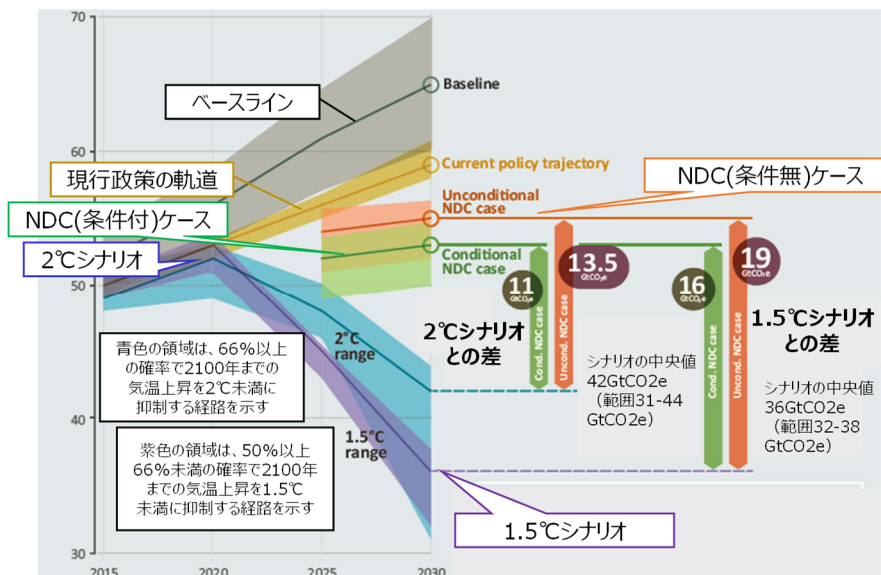 70
60
50
40
30
2015
2020
2025
2030
ベースライン
Baseline
現行政策の軌道
Current policy trajectory
NDC(条件無)ケース
Unconditional
NDC case
NDC(条件付)ケース
Conditional
NDC case
2℃シナリオ
11
GtCO₂e
13.5
GtCO₂e
16
GtCO₂e
19
GtCO₂e
Cond. NDC case
Uncond. NDC case
Cond. NDC case
Uncond. NDC case
2℃シナリオ
との差
1.5℃シナリオ
との差
シナリオの中央値
42GtCO2e
（範囲31-44
GtCO2e）
シナリオの中央値
36GtCO2e
（範囲32-38
GtCO2e）
2°C
range
1.5°C
range
青色の領域は、66%以上
の確率で2100年までの
気温上昇を2℃未満に
抑制する経路を示す
紫色の領域は、50%以上
66%未満の確率で2100年
までの気温上昇を1.5℃
未満に抑制する経路を示す
1.5℃シナリオ